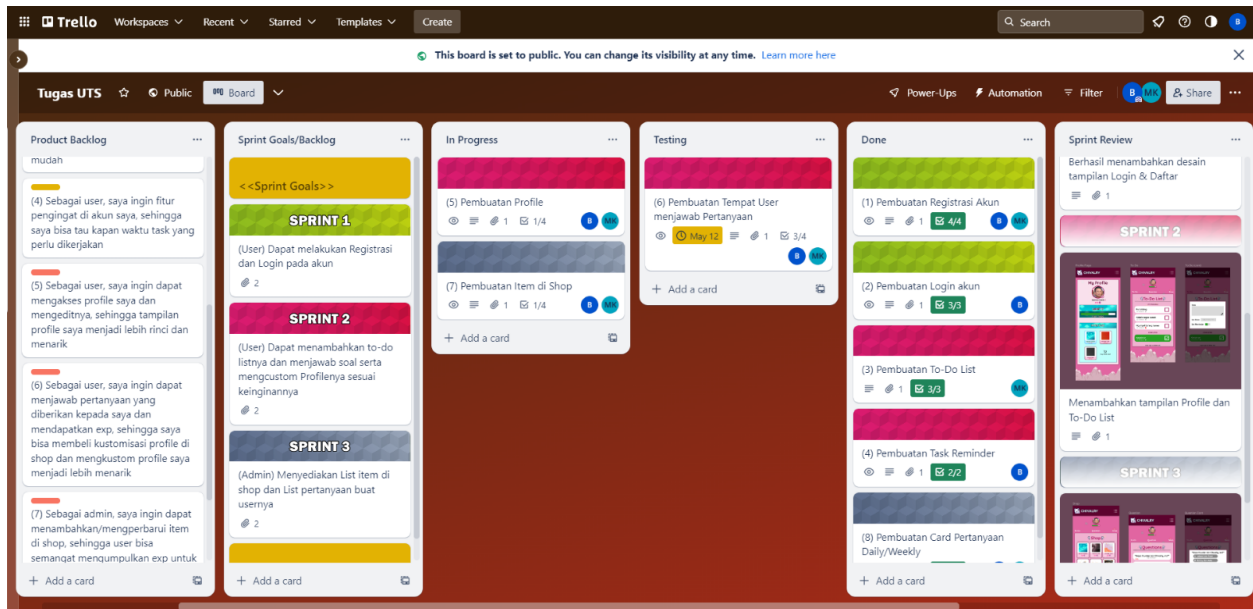 Trello
Workspaces
Recent
Starred
Templates
Create
Search
B
This board is set to public. You can change its visibility at any time. Learn more here
Tugas UTS
Public
Board
Power-Ups
Automation
Filter
B
MK
Share
Product Backlog
mudah
(4) Sebagai user, saya ingin fitur
pengingat di akun saya, sehingga
saya bisa tau kapan waktu task yang
perlu dikerjakan
(5) Sebagai user, saya ingin dapat
mengakses profile saya dan
mengeditnya, sehingga tampilan
profile saya menjadi lebih rinci dan
menarik
(6) Sebagai user, saya ingin dapat
menjawab pertanyaan yang
diberikan kepada saya dan
mendapatkan exp, sehingga saya
bisa membeli kustomisasi profile di
shop dan mengkustom profile saya
menjadi lebih menarik
(7) Sebagai admin, saya ingin dapat
menambahkan/mengperbarui item
di shop, sehingga user bisa
semangat mengumpulkan exp untuk
+ Add a card
Sprint Goals/Backlog
<<Sprint Goals>>
SPRINT 1
(User) Dapat melakukan Registrasi
dan Login pada akun
2
SPRINT 2
(User) Dapat menambahkan to-do
listnya dan menjawab soal serta
mengcustom Profilenya sesuai
keinginannya
2
SPRINT 3
(Admin) Menyediakan List item di
shop dan List pertanyaan buat
usernya
2
+ Add a card
In Progress
(5) Pembuatan Profile
1 1/4 B MK
(7) Pembuatan Item di Shop
1 1/4 B MK
+ Add a card
Testing
(6) Pembuatan Tempat User
menjawab Pertanyaan
May 12 1 3/4
B MK
+ Add a card
Done
(1) Pembuatan Registrasi Akun
1 4/4 B MK
(2) Pembuatan Login akun
1 3/3 B
(3) Pembuatan To-Do List
1 3/3 MK
(4) Pembuatan Task Reminder
1 2/2 B
(8) Pembuatan Card Pertanyaan
Daily/Weekly
+ Add a card
Sprint Review
Berhasil menambahkan desain
tampilan Login & Daftar
1
SPRINT 2
My Profile
Menambahkan tampilan Profile dan
To-Do List
1
SPRINT 3
+ Add a card